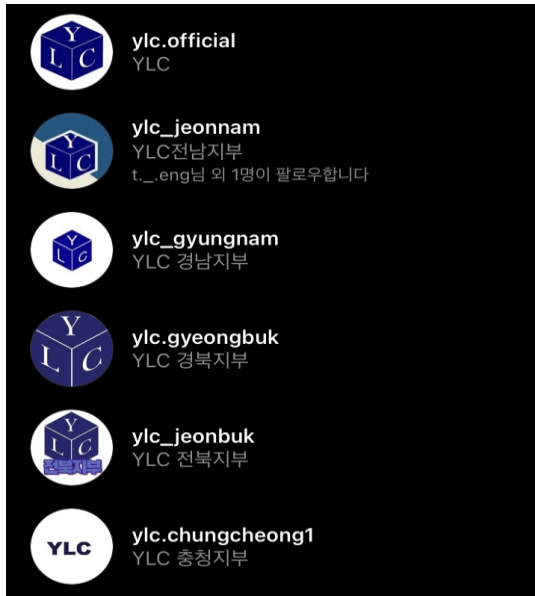 Y
L C
ylc.official
YLC
Y
L C
ylc_jeonnam
YLC전남지부
t._.eng님 외 1명이 팔로우합니다
Y
L C
ylc_gyungnam
YLC 경남지부
Y
L C
ylc.gyeongbuk
YLC 경북지부
Y
L C
전북지부
ylc_jeonbuk
YLC 전북지부
YLC
ylc.chungcheong1
YLC 충청지부